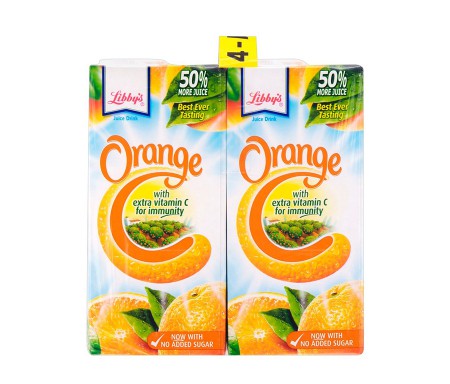 4-
Libby's®
Juice Drink
50%
MORE JUICE
Best Ever
Tasting
Orange
C
with
extra vitamin C
for immunity
NOW WITH
NO ADDED SUGAR
Libby's®
Juice Drink
50%
MORE JUICE
Best Ever
Tasting
Orange
C
with
extra vitamin C
for immunity
NOW WITH
NO ADDED SUGAR